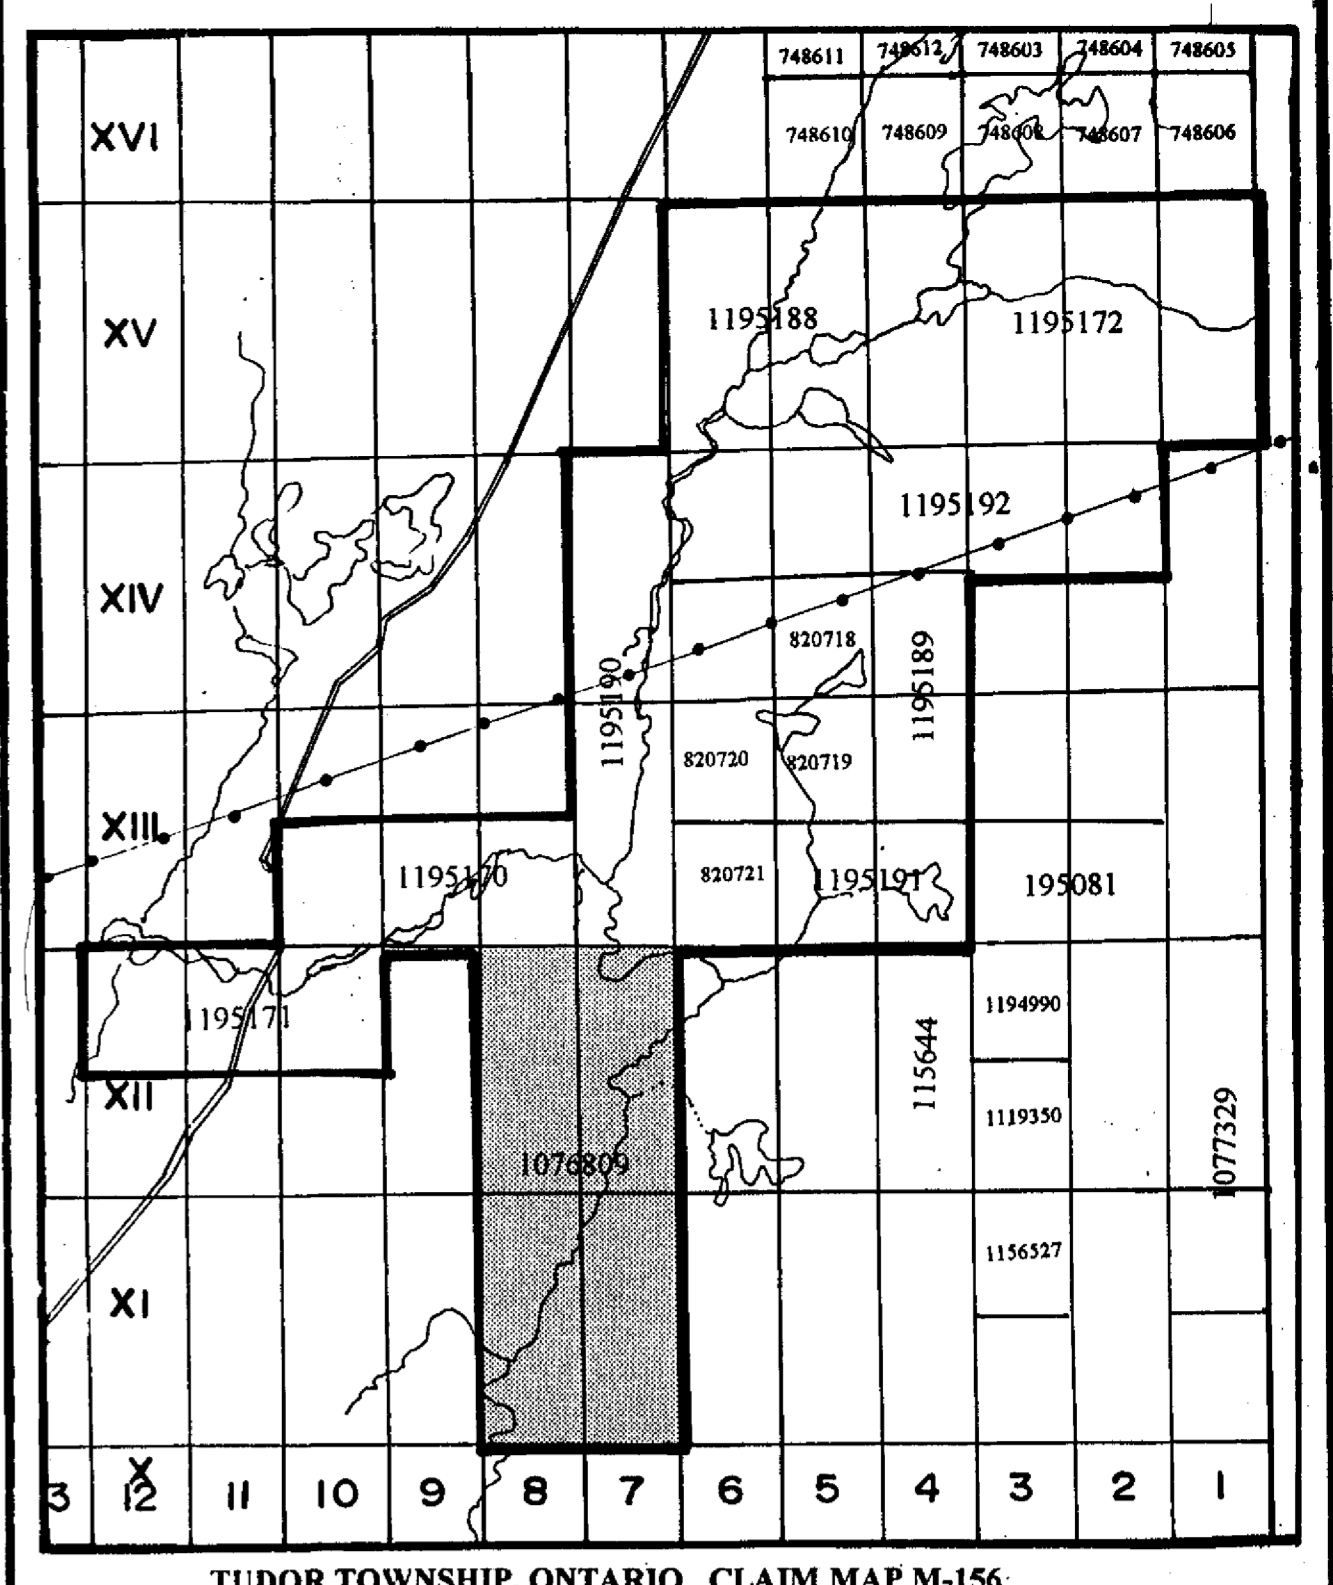 748611 748612 748603 748604 748605
XVI 748610 748609 748608 748607 748606
XV 1195188 1195172
1195192
XIV
820718
1195190
1195189
820720 820719
XIII
1195170 820721 1195191 195081
1195171 1194990
115644
XII 1119350
1077329
1076809
1156527
XI
X
3 12 11 10 9 8 7 6 5 4 3 2 1
TUDOR TOWNSHIP, ONTARIO CLAIM MAP M-156